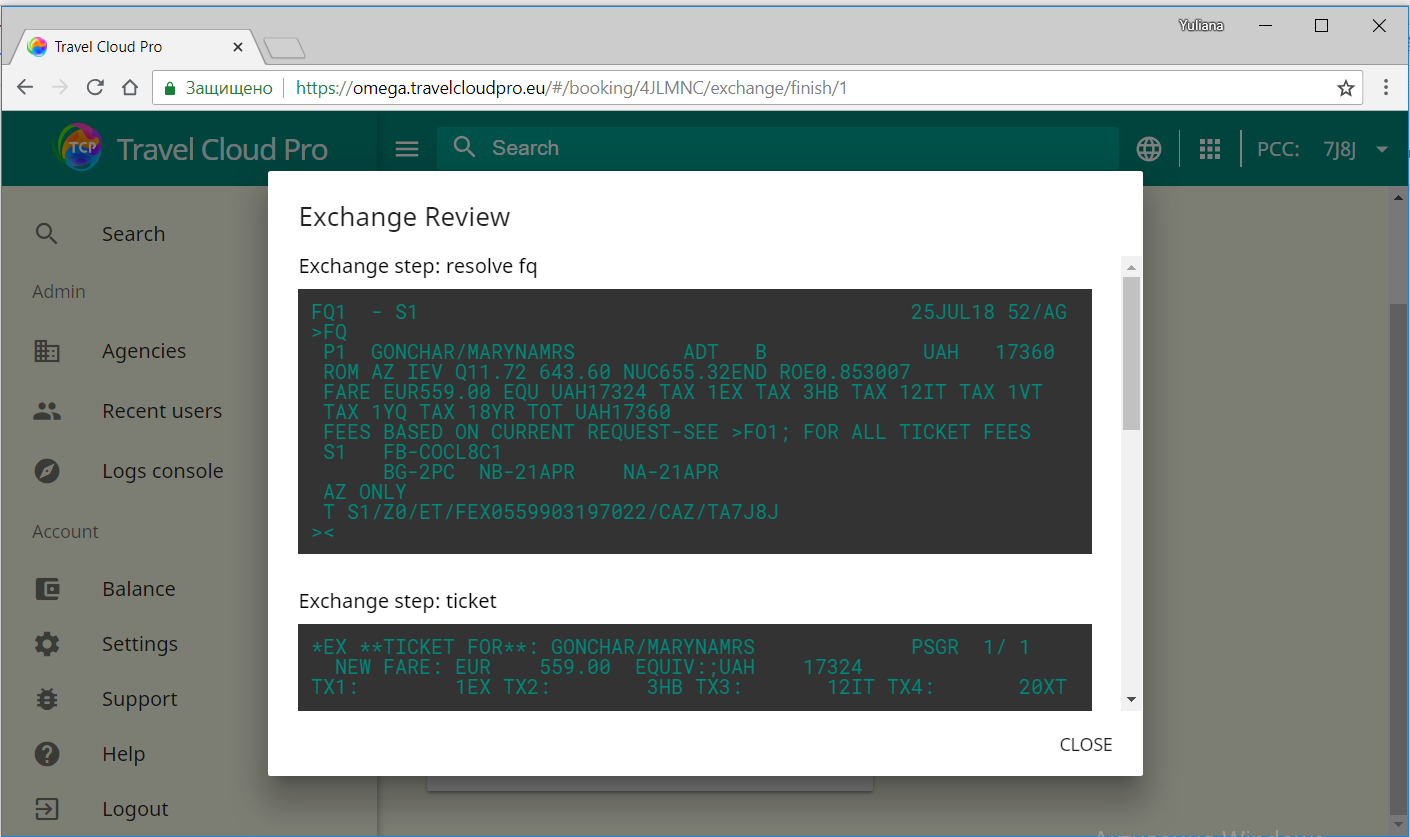 Yuliana
Travel Cloud Pro
Защищено
https://omega.travelcloudpro.eu/#/booking/4JLMNC/exchange/finish/1
TCP
Travel Cloud Pro
Search
PCC: 7J8J
Search
Admin
Agencies
Recent users
Logs console
Account
Balance
Settings
Support
Help
Logout
Exchange Review
Exchange step: resolve fq
FQ1 - S1 25JUL18 52/AG
>FQ
P1 GONCHAR/MARYNAMRS ADT B UAH 17360
ROM AZ IEV Q11.72 643.60 NUC655.32END ROE0.853007
FARE EUR559.00 EQU UAH17324 TAX 1EX TAX 3HB TAX 12IT TAX 1VT
TAX 1YQ TAX 18YR TOT UAH17360
FEES BASED ON CURRENT REQUEST-SEE >FO1; FOR ALL TICKET FEES
S1 FB-COCL8C1
BG-2PC NB-21APR NA-21APR
AZ ONLY
T S1/Z0/ET/FEX0559903197022/CAZ/TA7J8J
><
Exchange step: ticket
*EX **TICKET FOR**: GONCHAR/MARYNAMRS PSGR 1/ 1
NEW FARE: EUR 559.00 EQUIV:;UAH 17324
TX1: 1EX TX2: 3HB TX3: 12IT TX4: 20XT
CLOSE